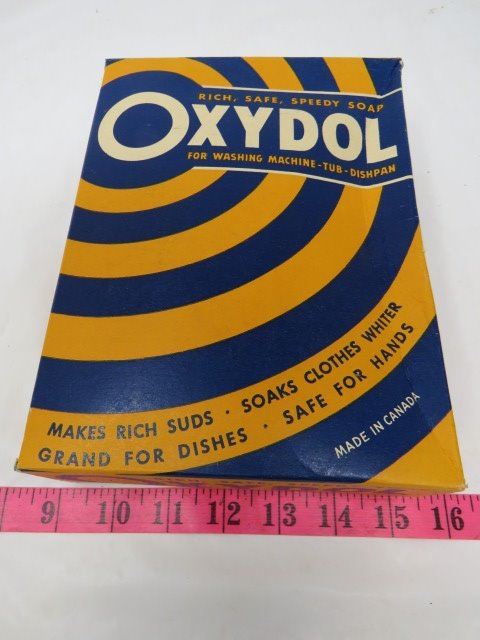 RICH, SAFE, SPEEDY SOAP
OXYDOL
FOR WASHING MACHINE-TUB-DISHPAN
MAKES RICH SUDS · SOAKS CLOTHES WHITER
GRAND FOR DISHES · SAFE FOR HANDS
MADE IN CANADA
9 10 11 12 13 14 15 16